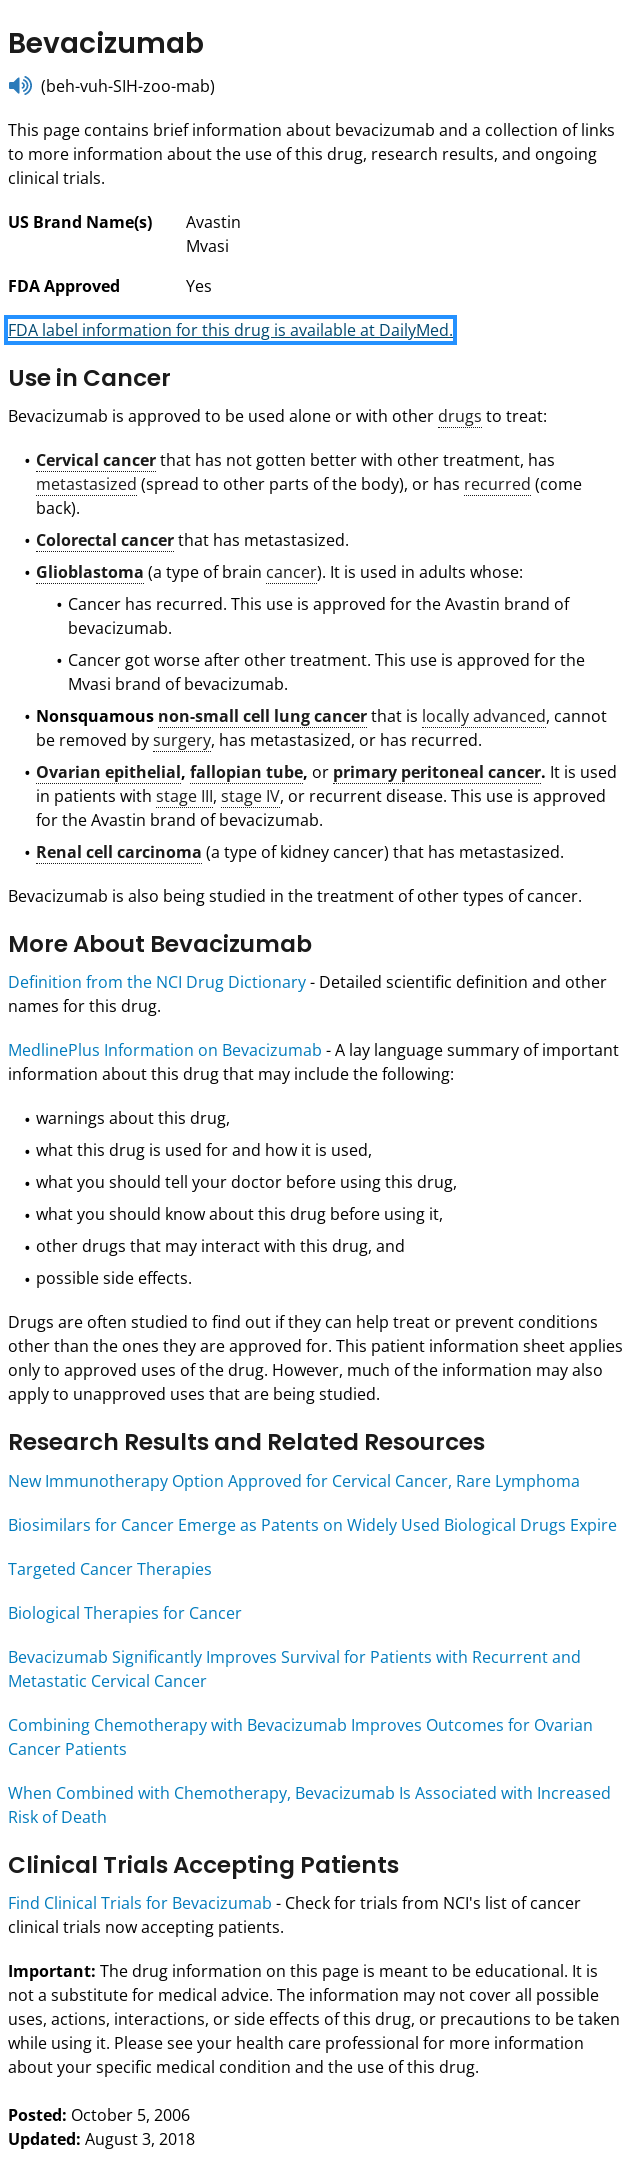 Bevacizumab
(beh-vuh-SIH-zoo-mab)
This page contains brief information about bevacizumab and a collection of links
to more information about the use of this drug, research results, and ongoing
clinical trials.
US Brand Name(s) Avastin
Mvasi
FDA Approved Yes
FDA label information for this drug is available at DailyMed.
Use in Cancer
Bevacizumab is approved to be used alone or with other drugs to treat:
• Cervical cancer that has not gotten better with other treatment, has
metastasized (spread to other parts of the body), or has recurred (come
back).
• Colorectal cancer that has metastasized.
• Glioblastoma (a type of brain cancer). It is used in adults whose:
• Cancer has recurred. This use is approved for the Avastin brand of
bevacizumab.
• Cancer got worse after other treatment. This use is approved for the
Mvasi brand of bevacizumab.
• Nonsquamous non-small cell lung cancer that is locally advanced, cannot
be removed by surgery, has metastasized, or has recurred.
• Ovarian epithelial, fallopian tube, or primary peritoneal cancer. It is used
in patients with stage III, stage IV, or recurrent disease. This use is approved
for the Avastin brand of bevacizumab.
• Renal cell carcinoma (a type of kidney cancer) that has metastasized.
Bevacizumab is also being studied in the treatment of other types of cancer.
More About Bevacizumab
Definition from the NCI Drug Dictionary - Detailed scientific definition and other
names for this drug.
MedlinePlus Information on Bevacizumab - A lay language summary of important
information about this drug that may include the following:
• warnings about this drug,
• what this drug is used for and how it is used,
• what you should tell your doctor before using this drug,
• what you should know about this drug before using it,
• other drugs that may interact with this drug, and
• possible side effects.
Drugs are often studied to find out if they can help treat or prevent conditions
other than the ones they are approved for. This patient information sheet applies
only to approved uses of the drug. However, much of the information may also
apply to unapproved uses that are being studied.
Research Results and Related Resources
New Immunotherapy Option Approved for Cervical Cancer, Rare Lymphoma
Biosimilars for Cancer Emerge as Patents on Widely Used Biological Drugs Expire
Targeted Cancer Therapies
Biological Therapies for Cancer
Bevacizumab Significantly Improves Survival for Patients with Recurrent and
Metastatic Cervical Cancer
Combining Chemotherapy with Bevacizumab Improves Outcomes for Ovarian
Cancer Patients
When Combined with Chemotherapy, Bevacizumab Is Associated with Increased
Risk of Death
Clinical Trials Accepting Patients
Find Clinical Trials for Bevacizumab - Check for trials from NCI's list of cancer
clinical trials now accepting patients.
Important: The drug information on this page is meant to be educational. It is
not a substitute for medical advice. The information may not cover all possible
uses, actions, interactions, or side effects of this drug, or precautions to be taken
while using it. Please see your health care professional for more information
about your specific medical condition and the use of this drug.
Posted: October 5, 2006
Updated: August 3, 2018